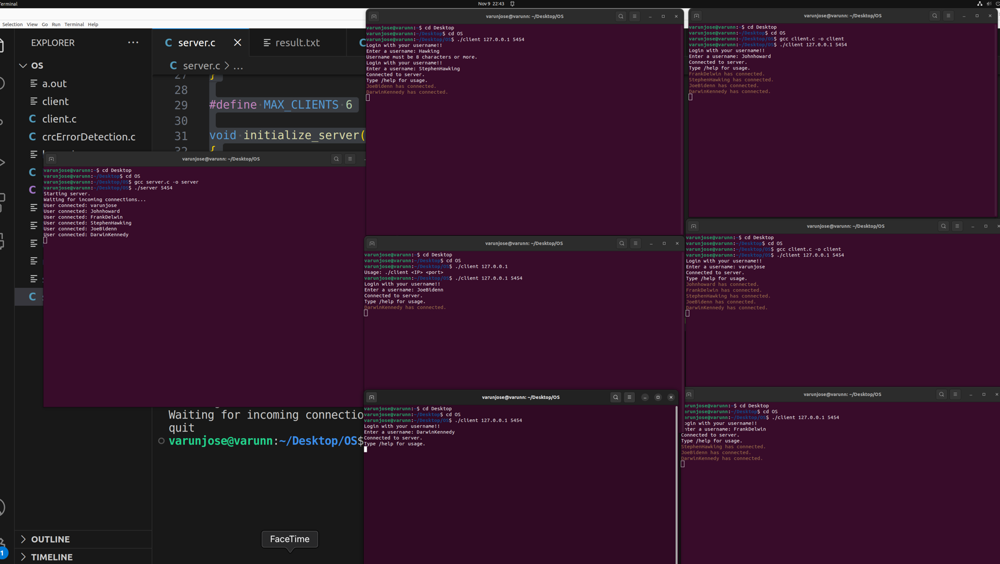 Terminal
Nov 9 22:43
Selection View Go Run Terminal Help
EXPLORER
OS
a.out
client
client.c
crcErrorDetection.c
OUTLINE
TIMELINE
1
server.c
result.txt
server.c > ...
27 }
28
29 #define MAX_CLIENTS 6
30
31 void initialize_server(
32 {
varunjose@varunn: ~/Desktop/OS
varunjose@varunn:~$ cd Desktop
varunjose@varunn:~/Desktop$ cd OS
varunjose@varunn:~/Desktop/OS$ gcc server.c -o server
varunjose@varunn:~/Desktop/OS$ ./server 5454
Starting server.
Waiting for incoming connections...
User connected: varunjose
User connected: Johnhoward
User connected: FrankDelwin
User connected: StephenHawking
User connected: JoeBidenn
User connected: DarwinKennedy
Waiting for incoming connectio
quit
varunjose@varunn:~/Desktop/OS$
FaceTime
varunjose@varunn: ~/Desktop/OS
varunjose@varunn:~$ cd Desktop
varunjose@varunn:~/Desktop$ cd OS
varunjose@varunn:~/Desktop/OS$ ./client 127.0.0.1 5454
Login with your username!!
Enter a username: Hawking
Username must be 8 characters or more.
Login with your username!!
Enter a username: StephenHawking
Connected to server.
Type /help for usage.
JoeBidenn has connected.
DarwinKennedy has connected.
varunjose@varunn: ~/Desktop/OS
varunjose@varunn:~$ cd Desktop
varunjose@varunn:~/Desktop$ cd OS
varunjose@varunn:~/Desktop/OS$ ./client 127.0.0.1
Usage: ./client <IP> <port>
varunjose@varunn:~/Desktop/OS$ ./client 127.0.0.1 5454
Login with your username!!
Enter a username: JoeBidenn
Connected to server.
Type /help for usage.
DarwinKennedy has connected.
varunjose@varunn: ~/Desktop/OS
varunjose@varunn:~$ cd Desktop
varunjose@varunn:~/Desktop$ cd OS
varunjose@varunn:~/Desktop/OS$ ./client 127.0.0.1 5454
Login with your username!!
Enter a username: DarwinKennedy
Connected to server.
Type /help for usage.
varunjose@varunn: ~/Desktop/OS
varunjose@varunn:~$ cd Desktop
varunjose@varunn:~/Desktop$ cd OS
varunjose@varunn:~/Desktop/OS$ gcc client.c -o client
varunjose@varunn:~/Desktop/OS$ ./client 127.0.0.1 5454
Login with your username!!
Enter a username: Johnhoward
Connected to server.
Type /help for usage.
FrankDelwin has connected.
StephenHawking has connected.
JoeBidenn has connected.
DarwinKennedy has connected.
varunjose@varunn: ~/Desktop/OS
varunjose@varunn:~$ cd Desktop
varunjose@varunn:~/Desktop$ cd OS
varunjose@varunn:~/Desktop/OS$ gcc client.c -o client
varunjose@varunn:~/Desktop/OS$ ./client 127.0.0.1 5454
Login with your username!!
Enter a username: varunjose
Connected to server.
Type /help for usage.
Johnhoward has connected.
FrankDelwin has connected.
StephenHawking has connected.
JoeBidenn has connected.
DarwinKennedy has connected.
varunjose@varunn: ~/Desktop/OS
varunjose@varunn:~$ cd Desktop
varunjose@varunn:~/Desktop$ cd OS
varunjose@varunn:~/Desktop/OS$ ./client 127.0.0.1 5454
Login with your username!!
Enter a username: FrankDelwin
Connected to server.
Type /help for usage.
StephenHawking has connected.
JoeBidenn has connected.
DarwinKennedy has connected.